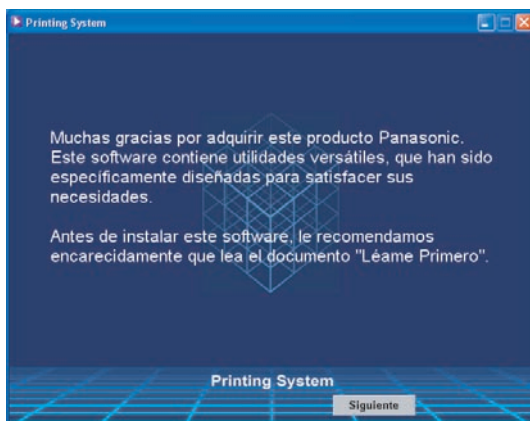 Printing System
Muchas gracias por adquirir este producto Panasonic.
Este software contiene utilidades versátiles, que han sido
específicamente diseñadas para satisfacer sus
necesidades.
Antes de instalar este software, le recomendamos
encarecidamente que lea el documento "Léame Primero".
Printing System
Siguiente